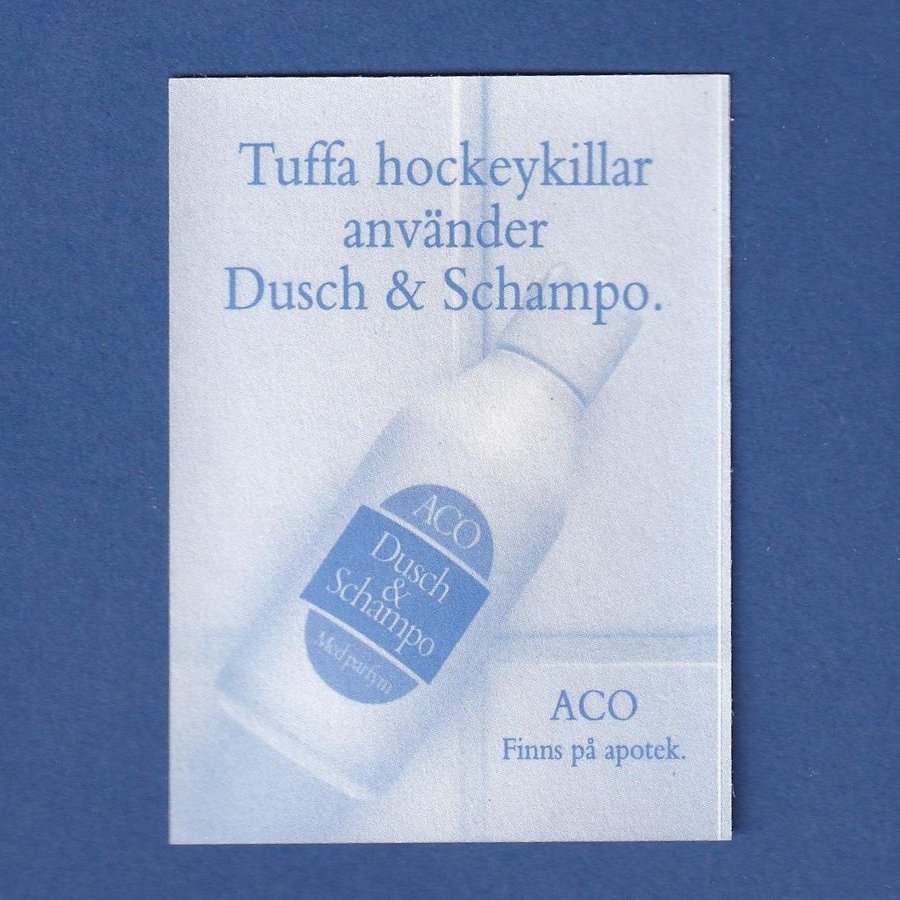 Tuffa hockeykillar
använder
Dusch & Schampo.
ACO
Dusch
&
Schampo
Med parfym
ACO
Finns på apotek.